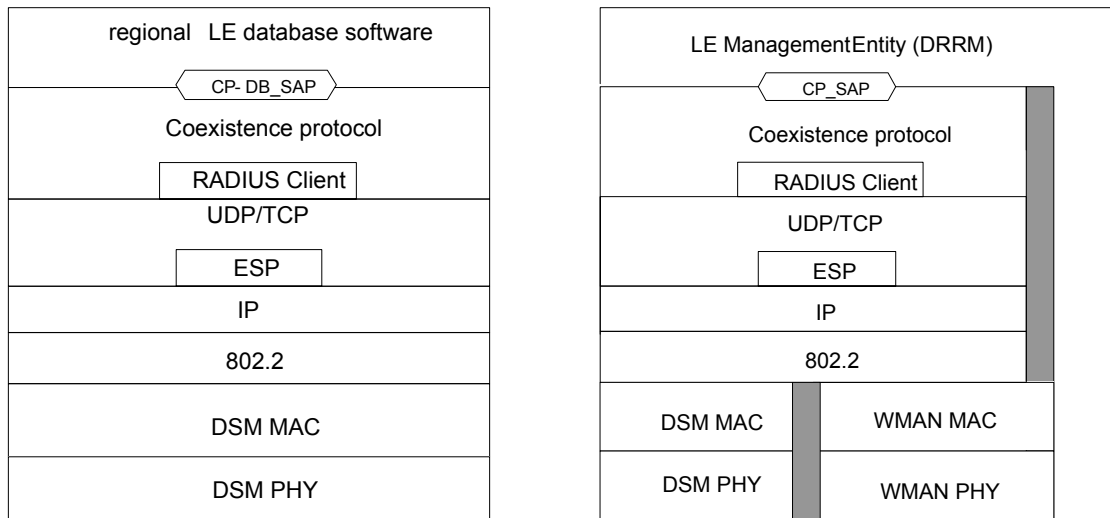 regional LE database software
CP- DB_SAP
Coexistence protocol
RADIUS Client
UDP/TCP
ESP
IP
802.2
DSM MAC
DSM PHY
LE ManagementEntity (DRRM)
CP_SAP
Coexistence protocol
RADIUS Client
UDP/TCP
ESP
IP
802.2
DSM MAC
WMAN MAC
DSM PHY
WMAN PHY